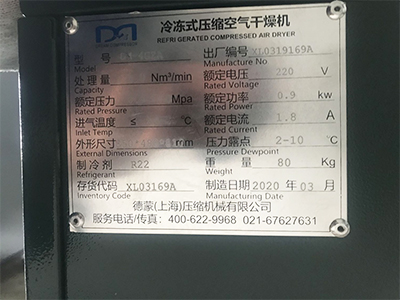 冷冻式压缩空气干燥机
REFRIGERATED COMPRESSED AIR DRYER
型号 出厂编号 XL0319169A
Model Manufacture No
处理量 Nm³/min 额定电压 220 V
Capacity Rated Voltage
额定压力 Mpa 额定功率 0.9 kw
Rated Pressure Rated Power
进气温度 ≤ ℃ 额定电流 1.8 A
Inlet Temp Rated Current
外形尺寸 mm 压力露点 2-10 ℃
External Dimensions Pressure Dewpoint
制冷剂 R22 重量 80 Kg
Refrigerant Weight
存货代码 XL03169A 制造日期 2020 年 03 月
Inventory Code Manufacturing Date
德蒙(上海)压缩机械有限公司
服务电话/传真: 400-622-9968 021-67627631